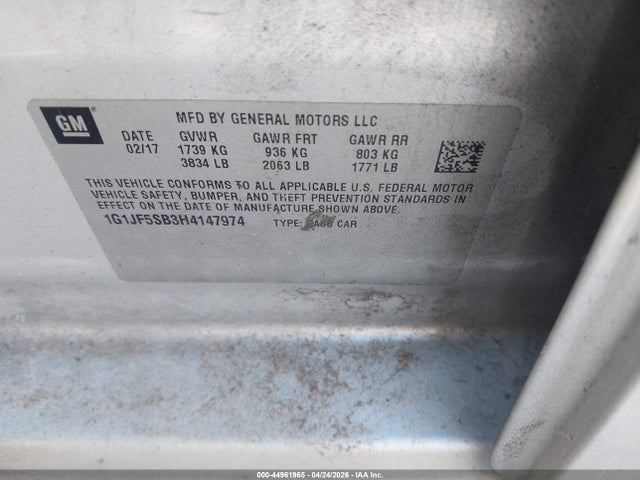 GM
MFD BY GENERAL MOTORS LLC
DATE GVWR GAWR FRT GAWR RR
02/17 1739 KG 936 KG 803 KG
3834 LB 2063 LB 1771 LB
THIS VEHICLE CONFORMS TO ALL APPLICABLE U.S. FEDERAL MOTOR
VEHICLE SAFETY, BUMPER, AND THEFT PREVENTION STANDARDS IN
EFFECT ON THE DATE OF MANUFACTURE SHOWN ABOVE.
1G1JF5SB3H4147974 TYPE: PASS CAR
000-44961965 - 04/24/2026 - IAAI.COM